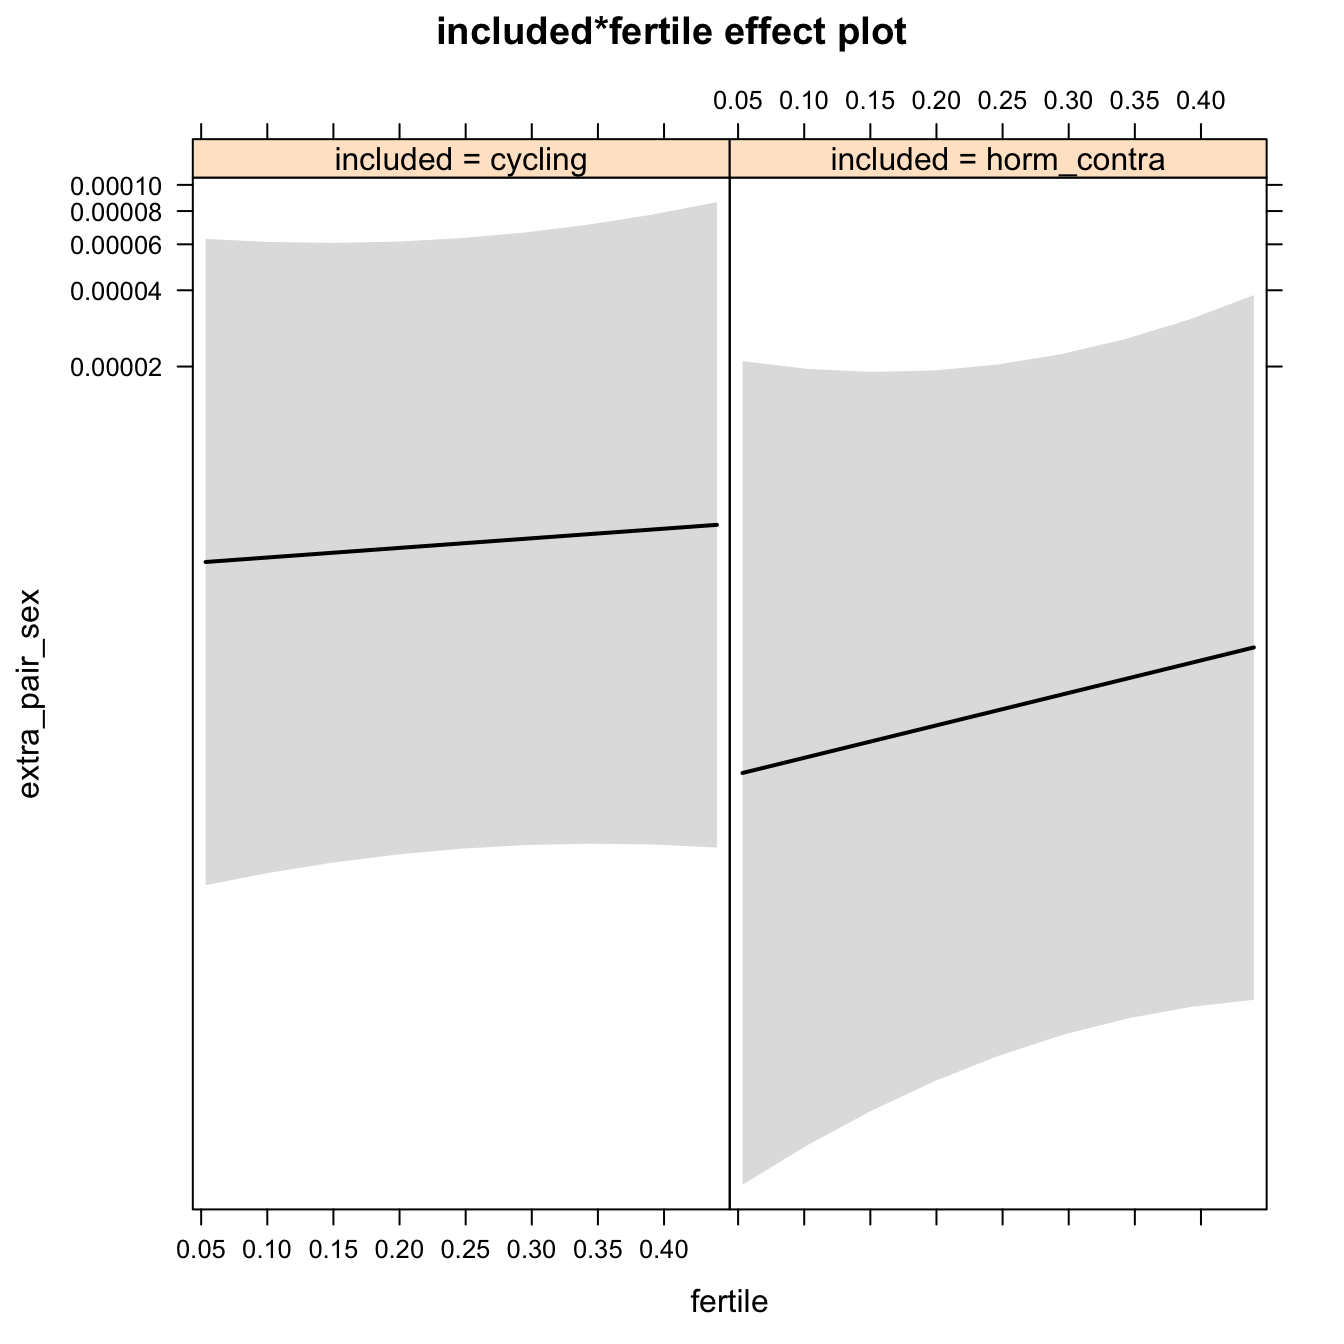 included*fertile effect plot
0.05 0.10 0.15 0.20 0.25 0.30 0.35 0.40
included = cycling
included = horm_contra
0.00010
0.00008
0.00006
0.00004
0.00002
extra_pair_sex
0.05 0.10 0.15 0.20 0.25 0.30 0.35 0.40
fertile